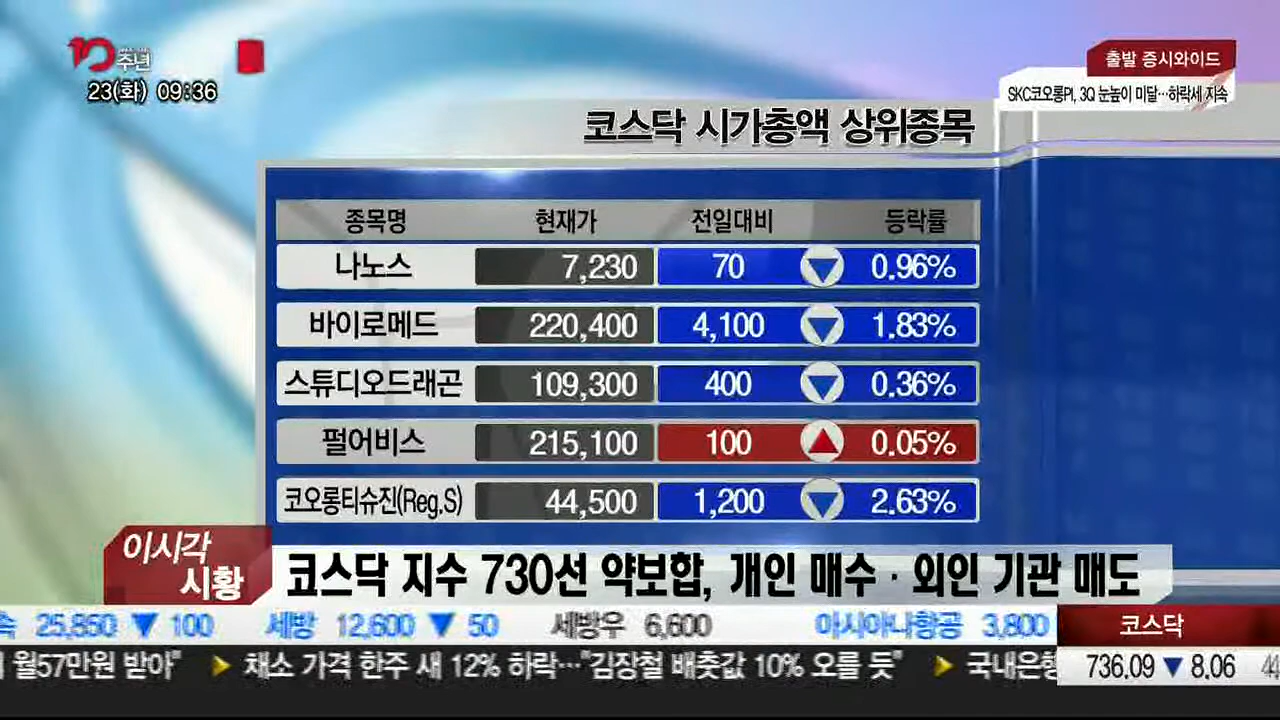 10주년
23(화) 09:36
출발 증시와이드
SKC코오롱PI, 3Q 눈높이 미달…하락세 지속
코스닥 시가총액 상위종목
종목명 현재가 전일대비 등락률
나노스 7,230 70 ▼ 0.96%
바이로메드 220,400 4,100 ▼ 1.83%
스튜디오드래곤 109,300 400 ▼ 0.36%
펄어비스 215,100 100 ▲ 0.05%
코오롱티슈진(Reg.S) 44,500 1,200 ▼ 2.63%
이시각
시황
코스닥 지수 730선 약보합, 개인 매수·외인 기관 매도
25,850 ▼ 100 세방 12,600 ▼ 50 세방우 6,600 아시아나항공 3,800
코스닥
월57만원 받아" ▶ 채소 가격 한주 새 12% 하락…"김장철 배춧값 10% 오를 듯" ▶ 국내은행
736.09 ▼ 8.06